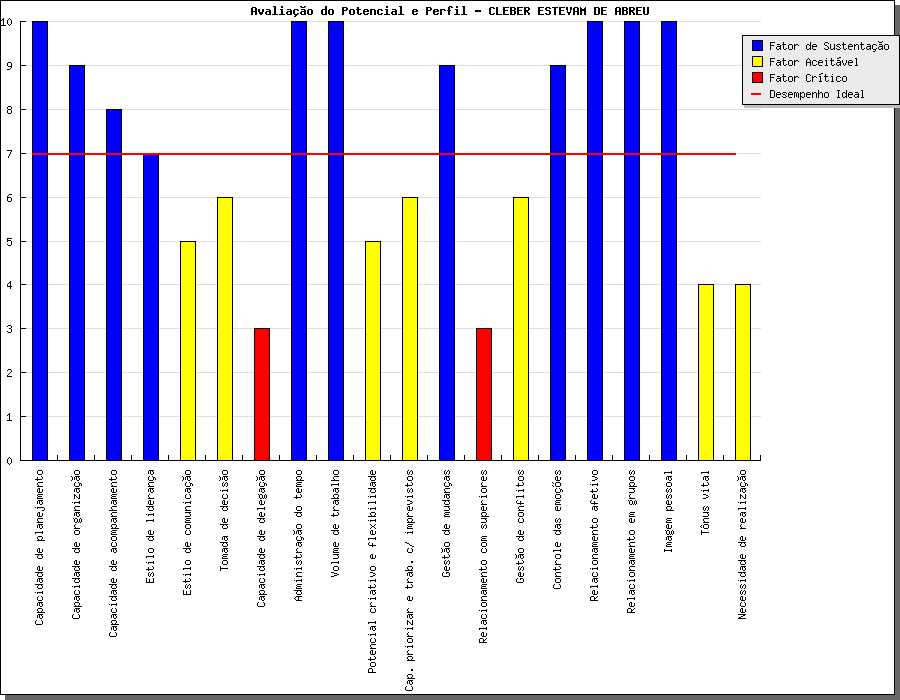 Avaliação do Potencial e Perfil - CLEBER ESTEVAM DE ABREU
Fator de Sustentação
Fator Aceitável
Fator Crítico
Desempenho Ideal
10
9
8
7
6
5
4
3
2
1
0
Capacidade de planejamento
Capacidade de organização
Capacidade de acompanhamento
Estilo de liderança
Estilo de comunicação
Tomada de decisão
Capacidade de delegação
Administração do tempo
Volume de trabalho
Potencial criativo e flexibilidade
Cap. priorizar e trab. c/ imprevistos
Gestão de mudanças
Relacionamento com superiores
Gestão de conflitos
Controle das emoções
Relacionamento afetivo
Relacionamento em grupos
Imagem pessoal
Tônus vital
Necessidade de realização